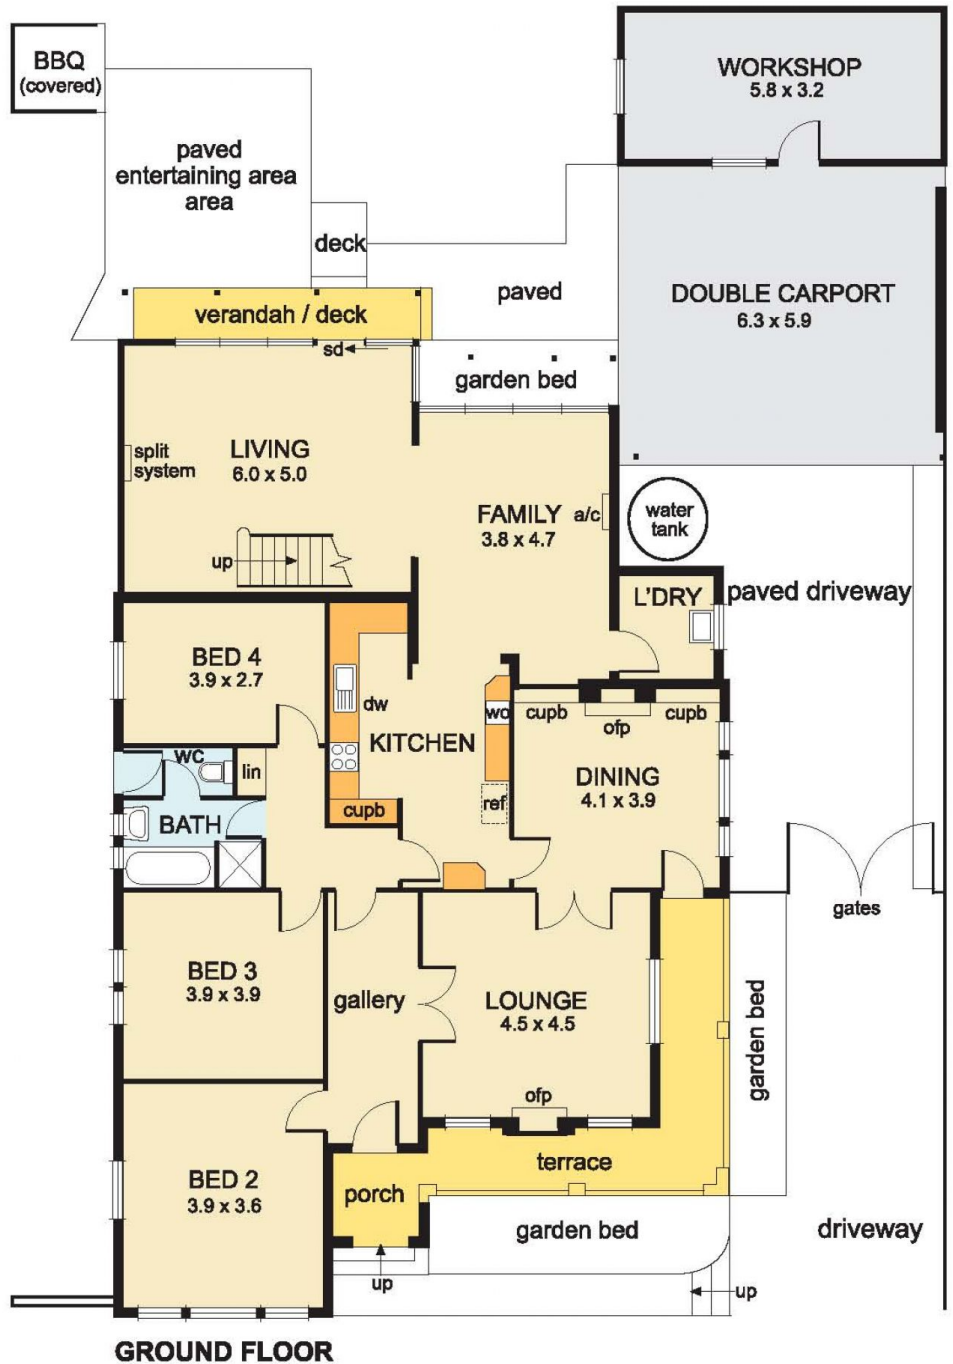 BBQ
(covered)
WORKSHOP
5.8 x 3.2
paved
entertaining area
area
deck
paved
DOUBLE CARPORT
6.3 x 5.9
verandah / deck
sd
garden bed
LIVING
6.0 x 5.0
split
system
FAMILY
3.8 x 4.7
a/c
water
tank
up
L'DRY
paved driveway
BED 4
3.9 x 2.7
dw
wo
cupb
ofp
cupb
KITCHEN
wc
lin
DINING
4.1 x 3.9
ref
cupb
BATH
gates
BED 3
3.9 x 3.9
gallery
LOUNGE
4.5 x 4.5
garden bed
ofp
BED 2
3.9 x 3.6
terrace
porch
garden bed
driveway
up
up
GROUND FLOOR